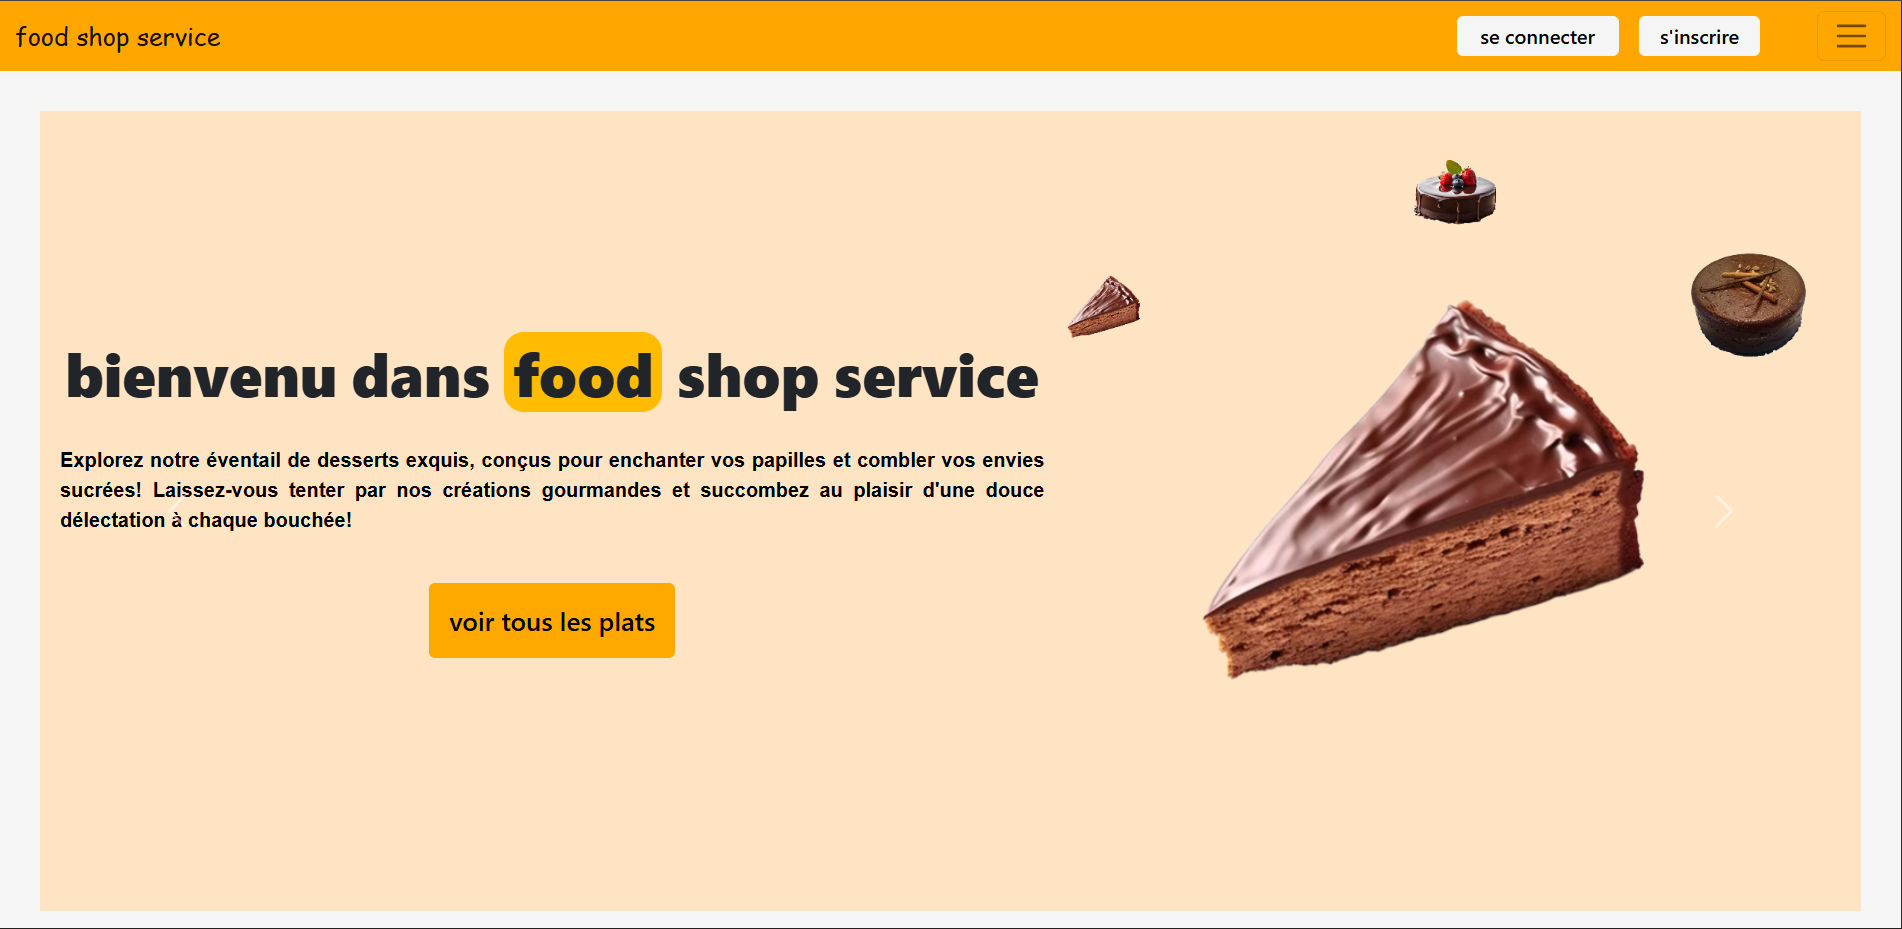 food shop service
se connecter
s'inscrire
bienvenu dans food shop service
Explorez notre éventail de desserts exquis, conçus pour enchanter vos papilles et combler vos envies
sucrées! Laissez-vous tenter par nos créations gourmandes et succombez au plaisir d'une douce
délectation à chaque bouchée!
voir tous les plats